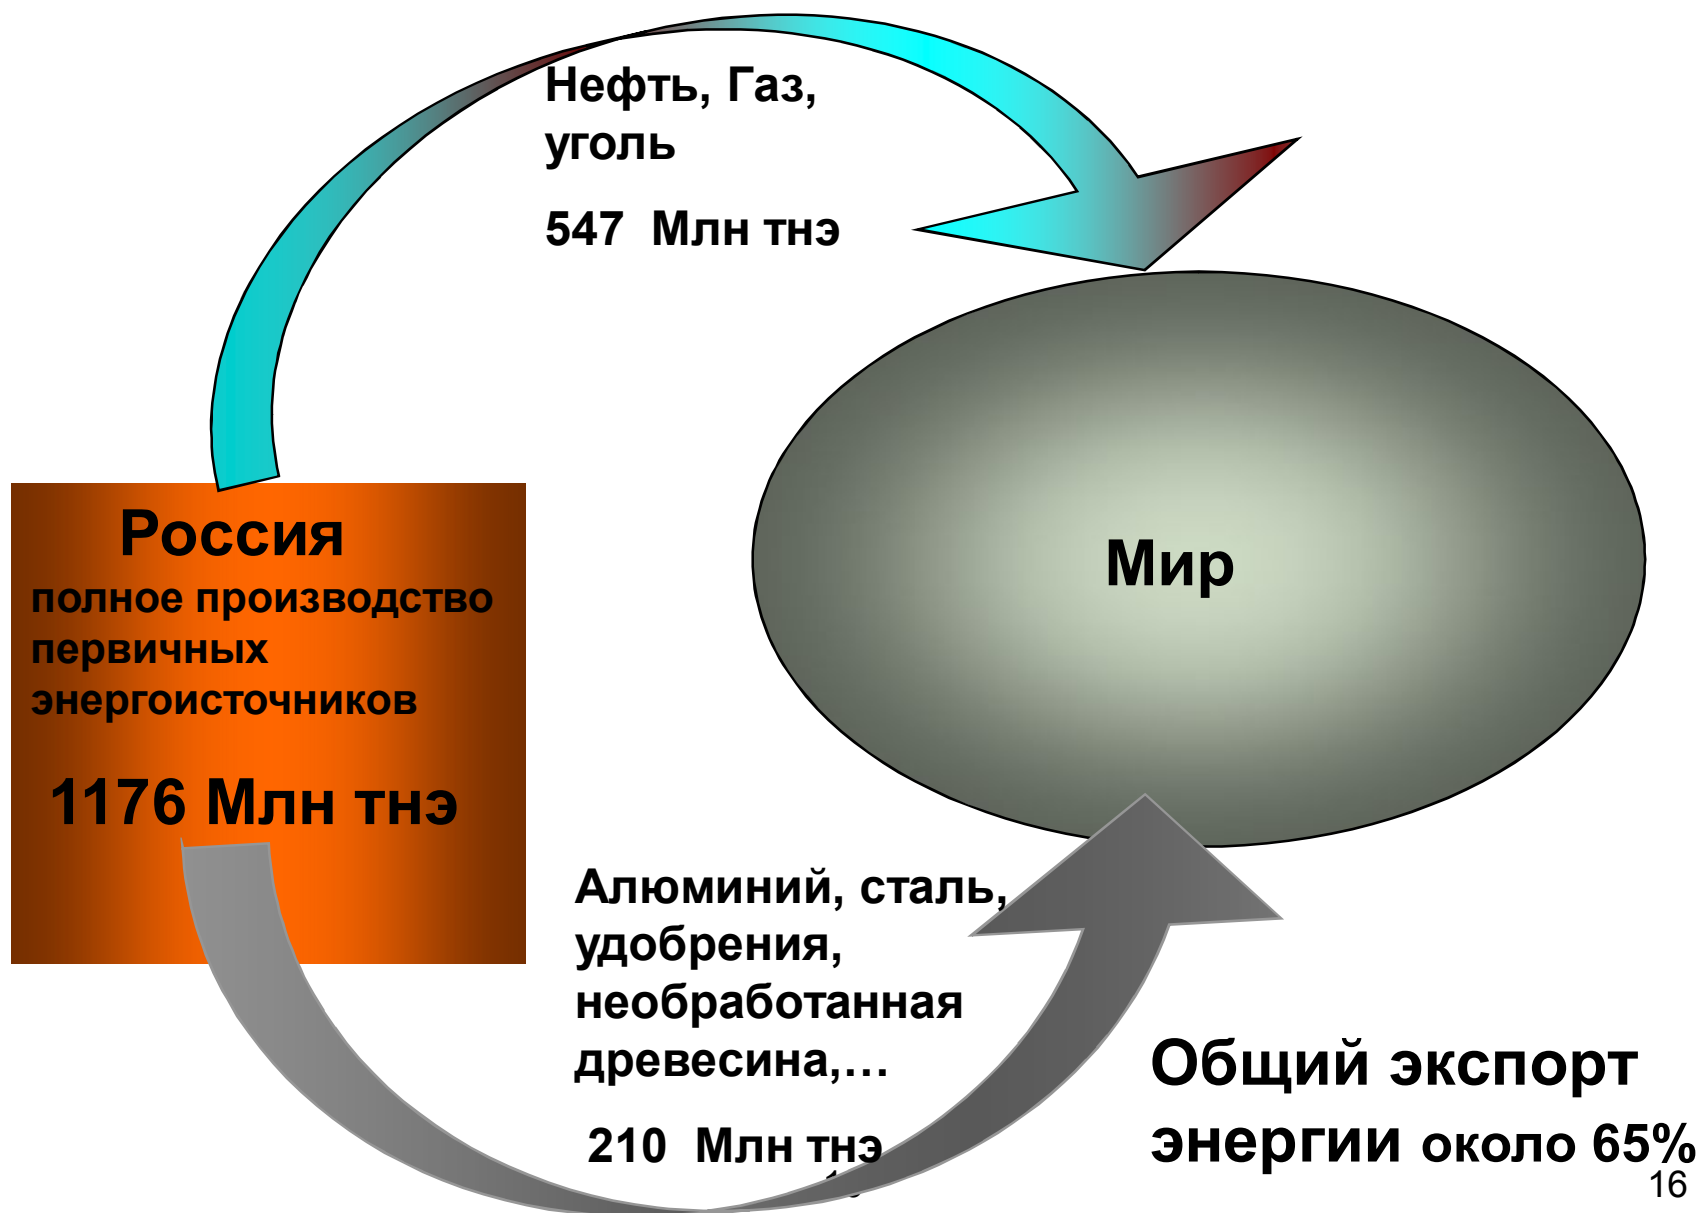 Нефть, Газ,
уголь
547 Млн тнэ
Россия
полное производство
первичных
энергоисточников
1176 Млн тнэ
Мир
Алюминий, сталь,
удобрения,
необработанная
древесина,…
210 Млн тнэ
Общий экспорт
энергии около 65%
16